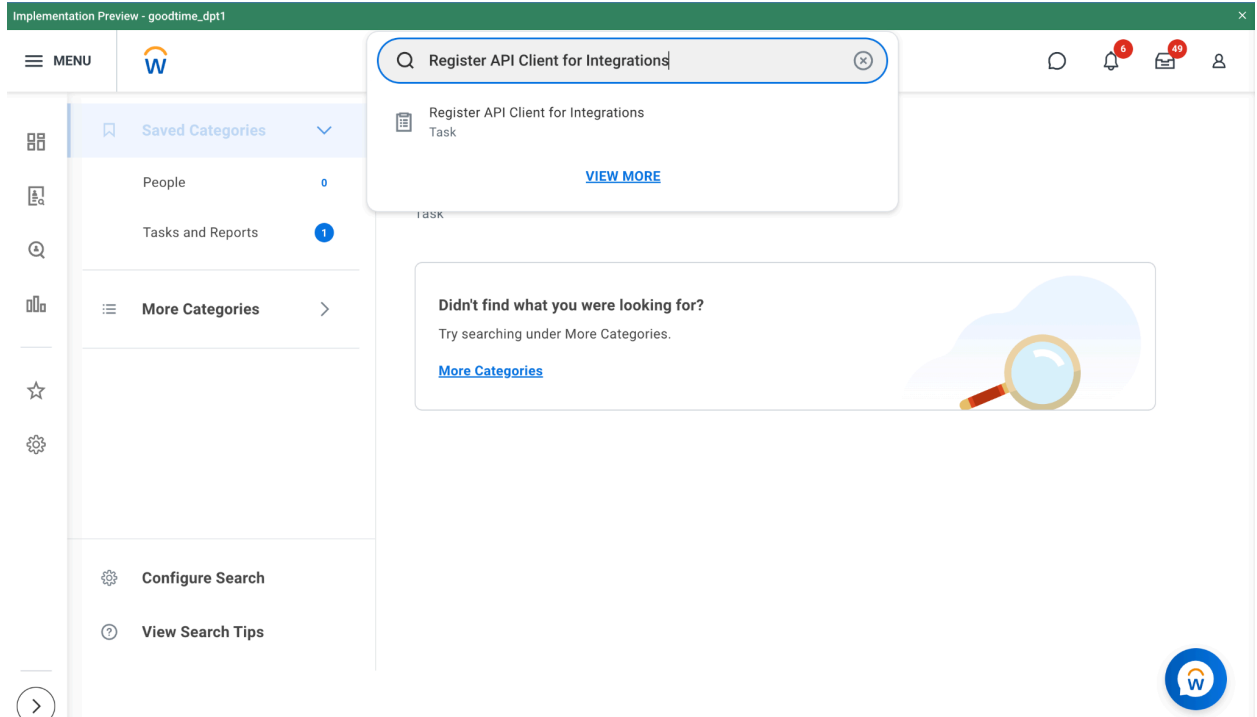 Implementation Preview - goodtime_dpt1
MENU
Register API Client for Integrations
6
49
Register API Client for Integrations
Task
VIEW MORE
Saved Categories
People 0
Tasks and Reports 1
More Categories
Configure Search
View Search Tips
Task
Didn't find what you were looking for?
Try searching under More Categories.
More Categories